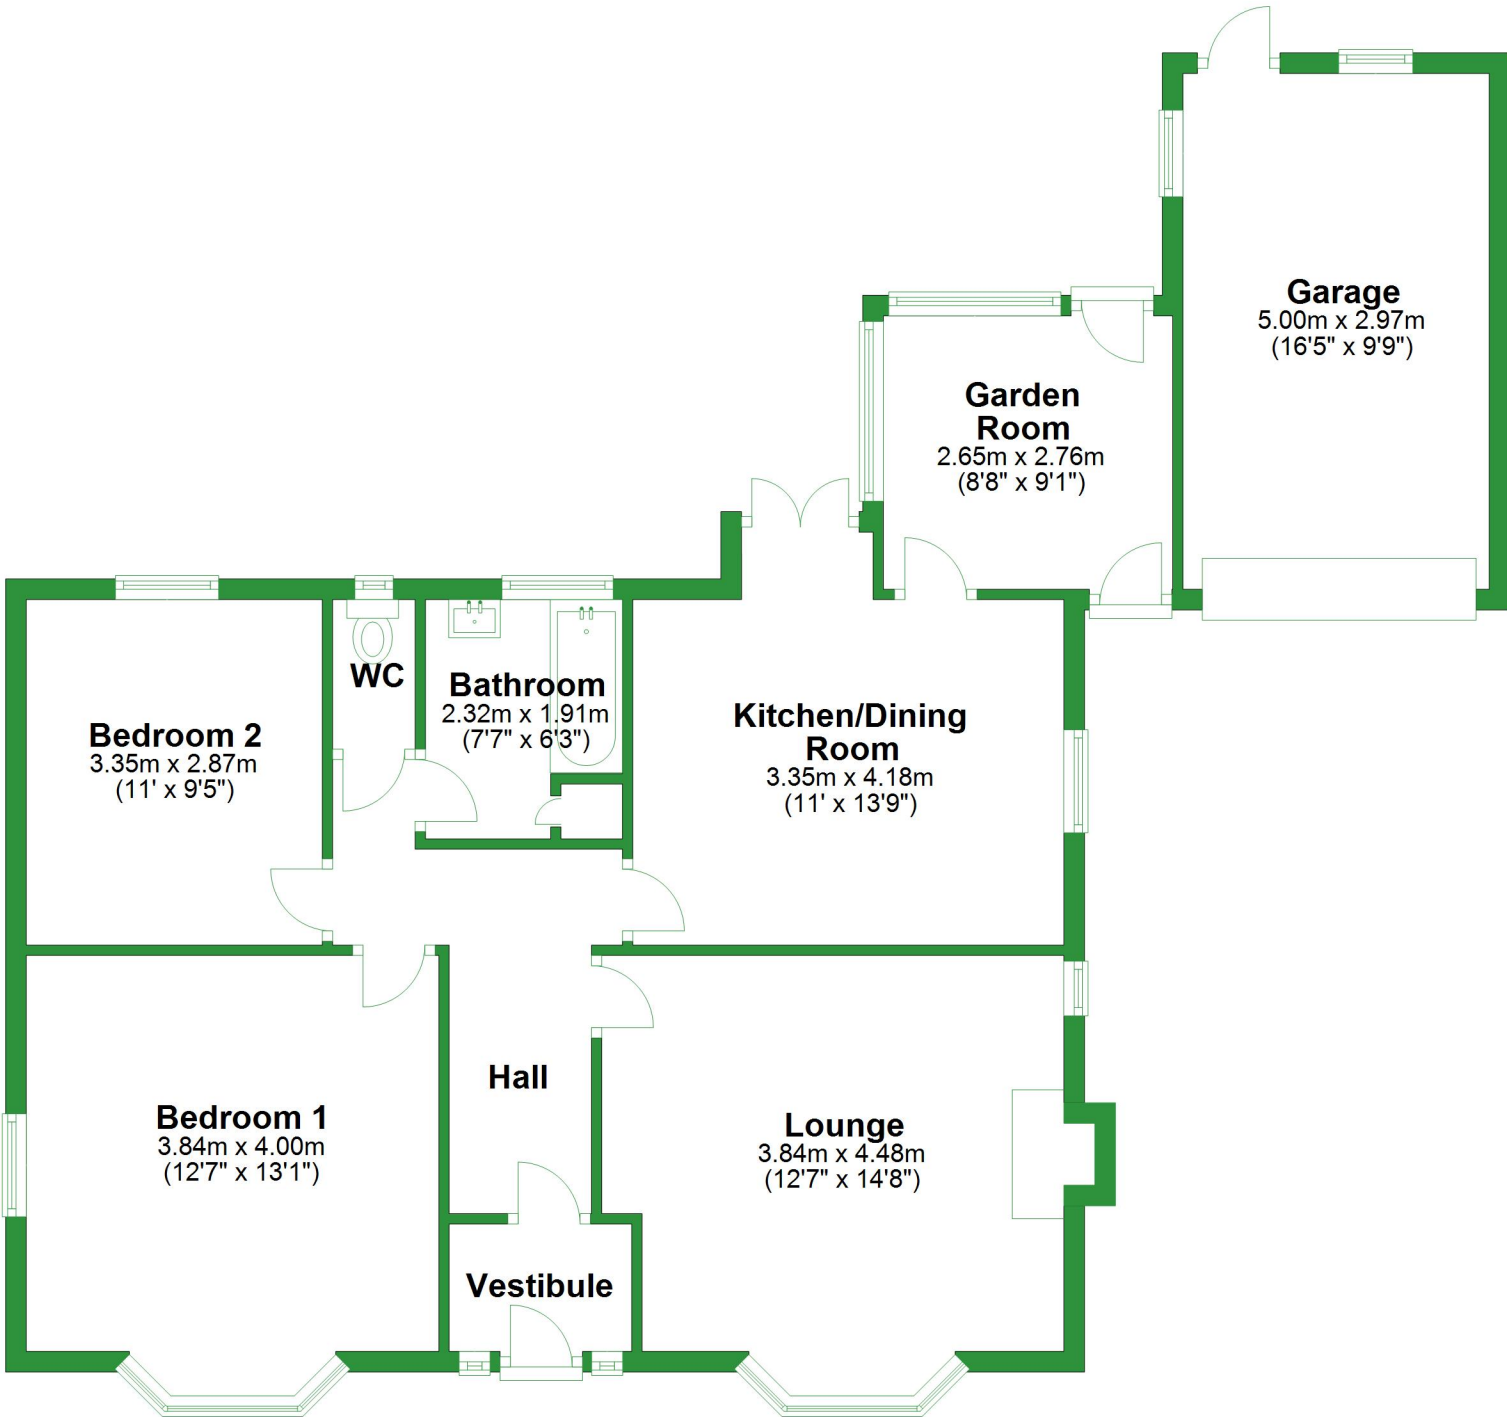 Garage
5.00m x 2.97m
(16'5" x 9'9")
Garden
Room
2.65m x 2.76m
(8'8" x 9'1")
WC
Bathroom
2.32m x 1.91m
(7'7" x 6'3")
Bedroom 2
3.35m x 2.87m
(11' x 9'5")
Kitchen/Dining
Room
3.35m x 4.18m
(11' x 13'9")
Hall
Bedroom 1
3.84m x 4.00m
(12'7" x 13'1")
Lounge
3.84m x 4.48m
(12'7" x 14'8")
Vestibule